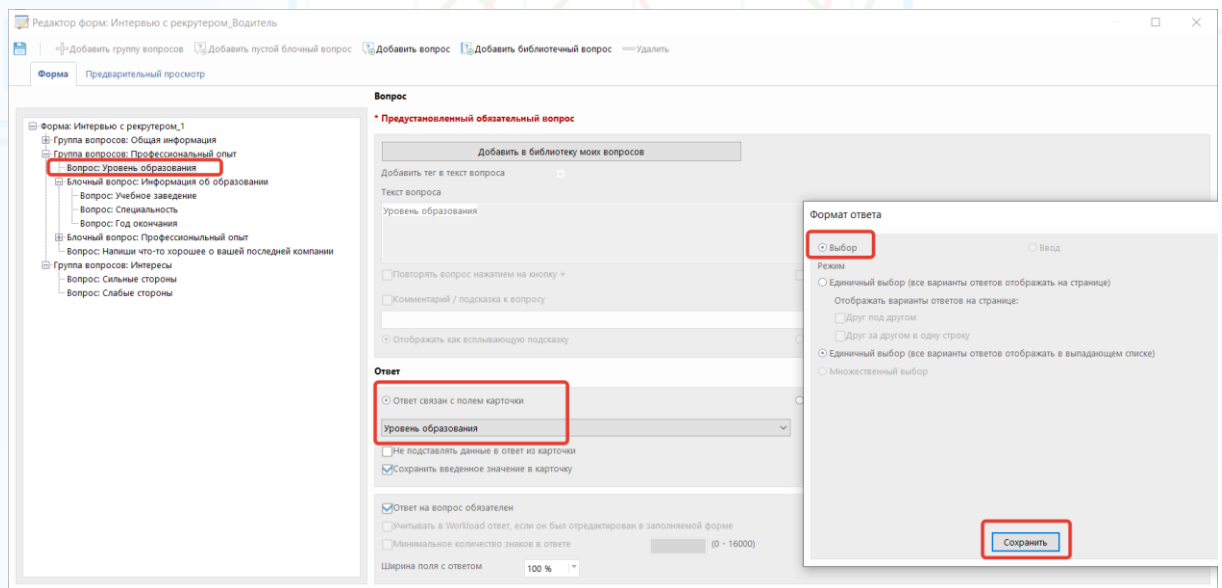 Редактор форм: Интервью с рекрутером_Водитель
Добавить группу вопросов Добавить пустой блочный вопрос Добавить вопрос Добавить библиотечный вопрос Удалить
Форма Предварительный просмотр
Форма: Интервью с рекрутером_1
Группа вопросов: Общая информация
Группа вопросов: Профессиональный опыт
Вопрос: Уровень образования
Блочный вопрос: Информация об образовании
Вопрос: Учебное заведение
Вопрос: Специальность
Вопрос: Год окончания
Блочный вопрос: Профессиональный опыт
Вопрос: Напиши что-то хорошее о вашей последней компании
Группа вопросов: Интересы
Вопрос: Сильные стороны
Вопрос: Слабые стороны
Вопрос
* Предустановленный обязательный вопрос
Добавить в библиотеку моих вопросов
Добавить тег в текст вопроса
Текст вопроса
Уровень образования
Повторять вопрос нажатием на кнопку +
Комментарий / подсказка к вопросу
Отображать как всплывающую подсказку
Ответ
Ответ связан с полем карточки
Уровень образования
Не подставлять данные в ответ из карточки
Сохранить введенное значение в карточку
Ответ на вопрос обязателен
Учитывать в Workload ответ, если он был отредактирован в заполняемой форме
Минимальное количество знаков в ответе (0 - 16000)
Ширина поля с ответом 100 %
Формат ответа
Выбор Ввод
Режим
Единичный выбор (все варианты ответов отображать на странице)
Отображать варианты ответов на странице:
Друг под другом
Друг за другом в одну строку
Единичный выбор (все варианты ответов отображать в выпадающем списке)
Множественный выбор
Сохранить